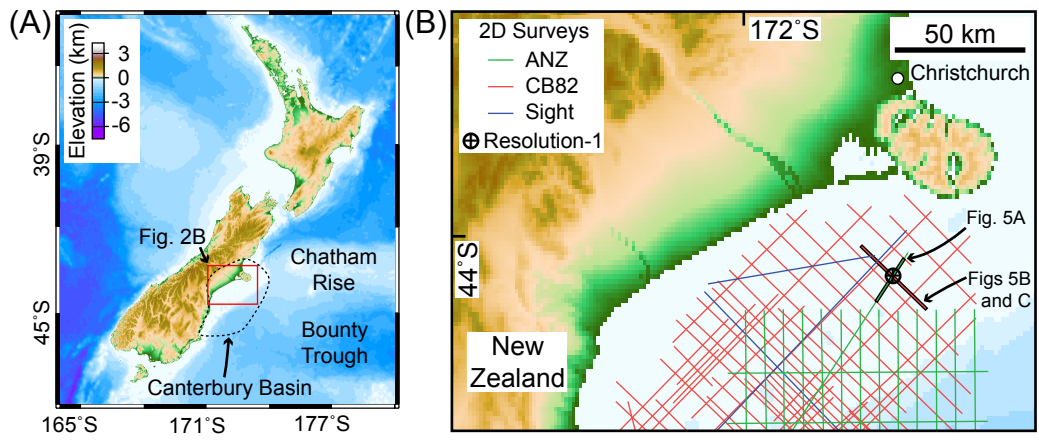 (A)
Elevation (km)
3
0
-3
-6
39˚S
45˚S
165˚S
171˚S
177˚S
Fig. 2B
Chatham
Rise
Bounty
Trough
Canterbury Basin
(B)
2D Surveys
ANZ
CB82
Sight
Resolution-1
172˚S
50 km
Christchurch
44˚S
Fig. 5A
Figs 5B
and C
New
Zealand